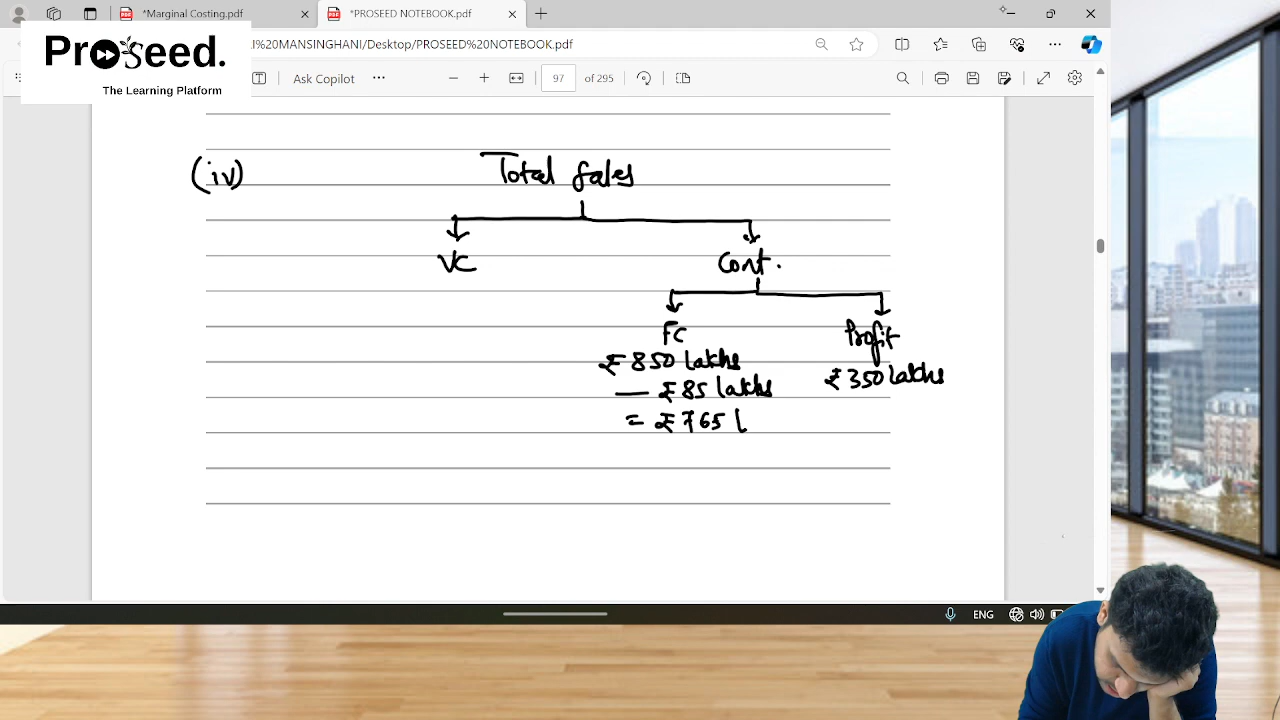 *Marginal Costing.pdf
*PROSEED NOTEBOOK.pdf
Proseed.
The Learning Platform
MANSINGHANI/Desktop/PROSEED%20NOTEBOOK.pdf
Ask Copilot
97 of 295
(iv) Total Sales
VC Cont.
FC Profit
₹ 850 lakhs ₹ 350 lakhs
— ₹ 85 lakhs
= ₹ 765 l
ENG